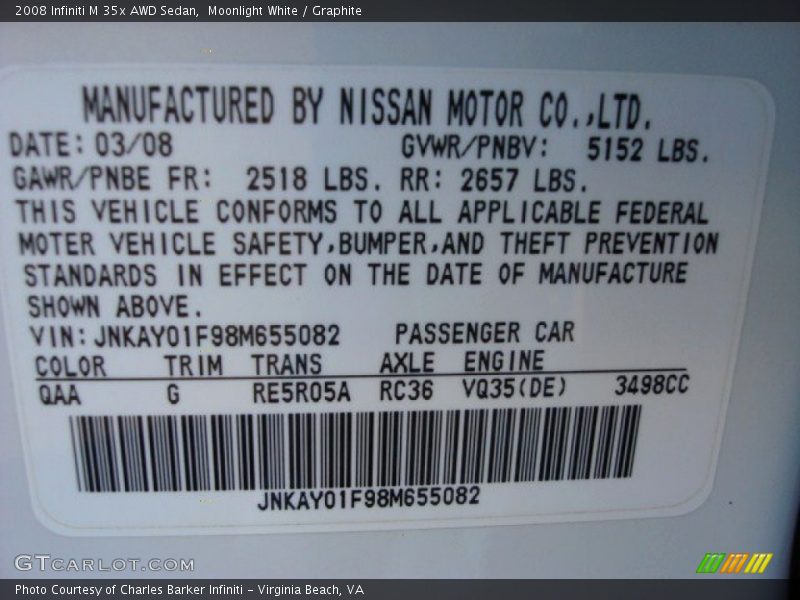 2008 Infiniti M 35x AWD Sedan,  Moonlight White / Graphite
MANUFACTURED BY NISSAN MOTOR CO.,LTD.
DATE: 03/08 GVWR/PNBV: 5152 LBS.
GAWR/PNBE FR: 2518 LBS. RR: 2657 LBS.
THIS VEHICLE CONFORMS TO ALL APPLICABLE FEDERAL
MOTER VEHICLE SAFETY,BUMPER,AND THEFT PREVENTION
STANDARDS IN EFFECT ON THE DATE OF MANUFACTURE
SHOWN ABOVE.
VIN: JNKAY01F98M655082 PASSENGER CAR
COLOR TRIM TRANS AXLE ENGINE
QAA G RE5R05A RC36 VQ35(DE) 3498CC
JNKAY01F98M655082
GTCARLOT.COM
Photo Courtesy of Charles Barker Infiniti - Virginia Beach, VA